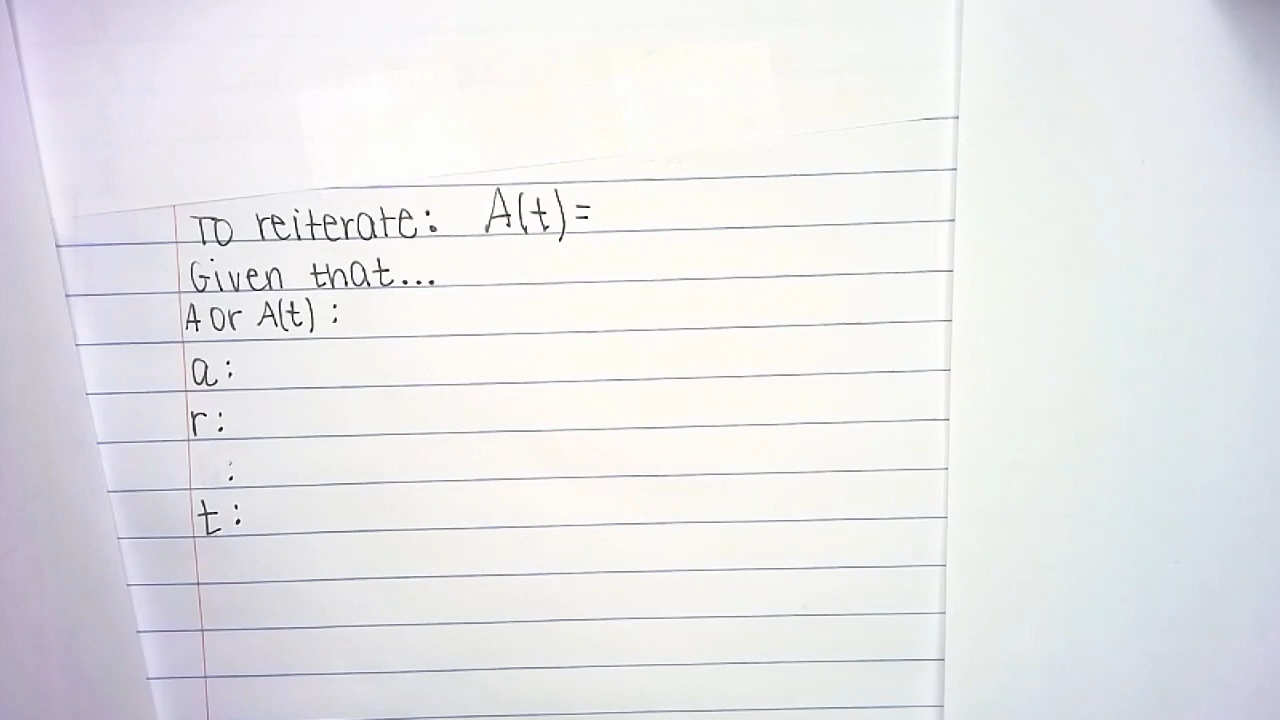 To reiterate: A(t)=
Given that...
A or A(t):
a:
r:
:
t: